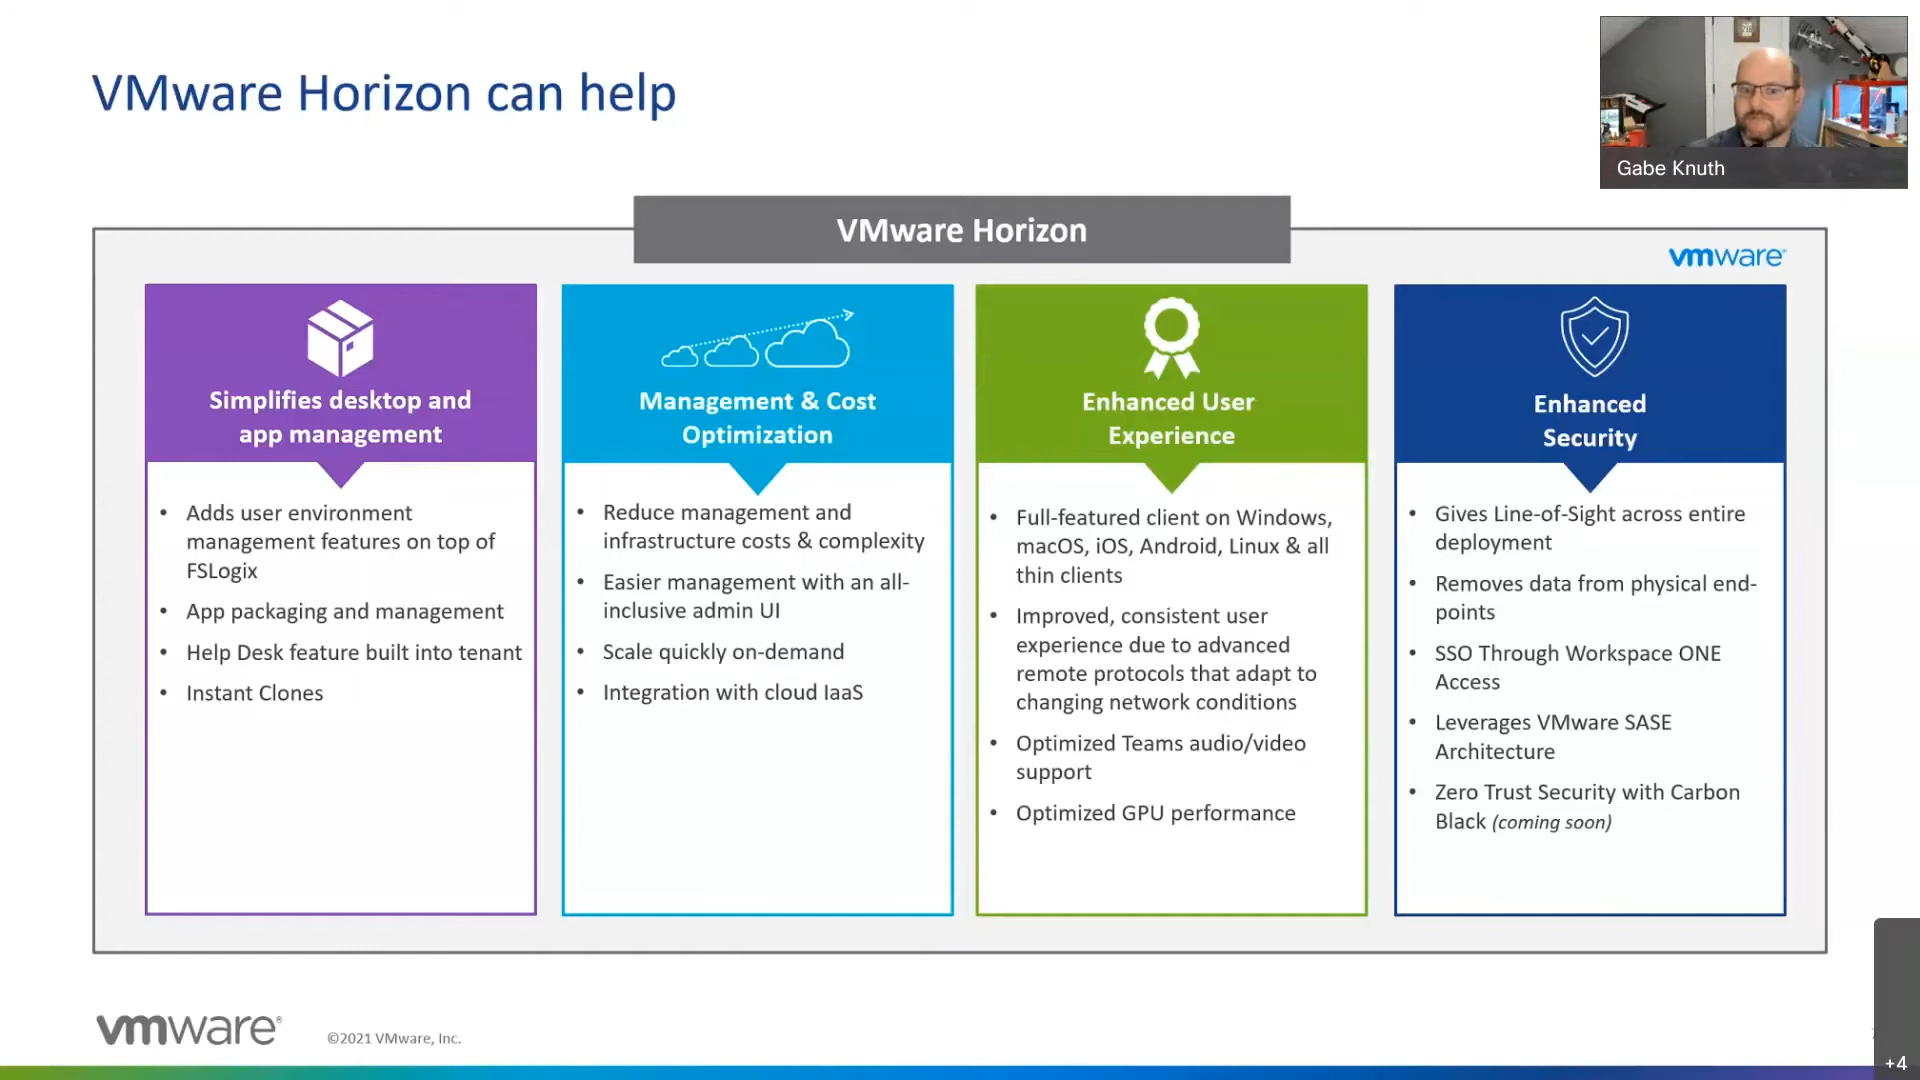 VMware Horizon can help
Gabe Knuth
VMware Horizon
vmware®
Simplifies desktop and
app management
• Adds user environment
management features on top of
FSLogix
• App packaging and management
• Help Desk feature built into tenant
• Instant Clones
Management & Cost
Optimization
• Reduce management and
infrastructure costs & complexity
• Easier management with an all-
inclusive admin UI
• Scale quickly on-demand
• Integration with cloud IaaS
Enhanced User
Experience
• Full-featured client on Windows,
macOS, iOS, Android, Linux & all
thin clients
• Improved, consistent user
experience due to advanced
remote protocols that adapt to
changing network conditions
• Optimized Teams audio/video
support
• Optimized GPU performance
Enhanced
Security
• Gives Line-of-Sight across entire
deployment
• Removes data from physical end-
points
• SSO Through Workspace ONE
Access
• Leverages VMware SASE
Architecture
• Zero Trust Security with Carbon
Black (coming soon)
vmware®
©2021 VMware, Inc.
+4